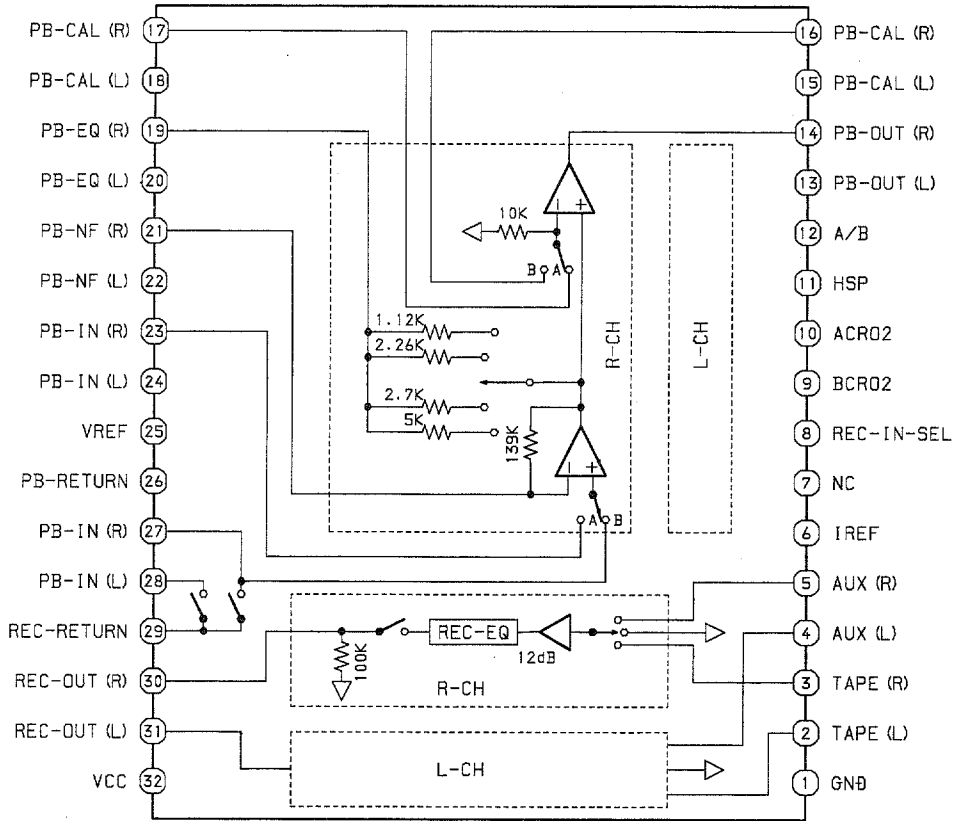 PB-CAL (R) 17
PB-CAL (L) 18
PB-EQ (R) 19
PB-EQ (L) 20
PB-NF (R) 21
PB-NF (L) 22
PB-IN (R) 23
PB-IN (L) 24
VREF 25
PB-RETURN 26
PB-IN (R) 27
PB-IN (L) 28
REC-RETURN 29
REC-OUT (R) 30
REC-OUT (L) 31
VCC 32
10K
- +
B A
1.12K
2.26K
2.7K
5K
139K
- +
A B
R-CH
L-CH
100K
REC-EQ
12dB
R-CH
L-CH
16 PB-CAL (R)
15 PB-CAL (L)
14 PB-OUT (R)
13 PB-OUT (L)
12 A/B
11 HSP
10 ACRO2
9 BCRO2
8 REC-IN-SEL
7 NC
6 IREF
5 AUX (R)
4 AUX (L)
3 TAPE (R)
2 TAPE (L)
1 GND